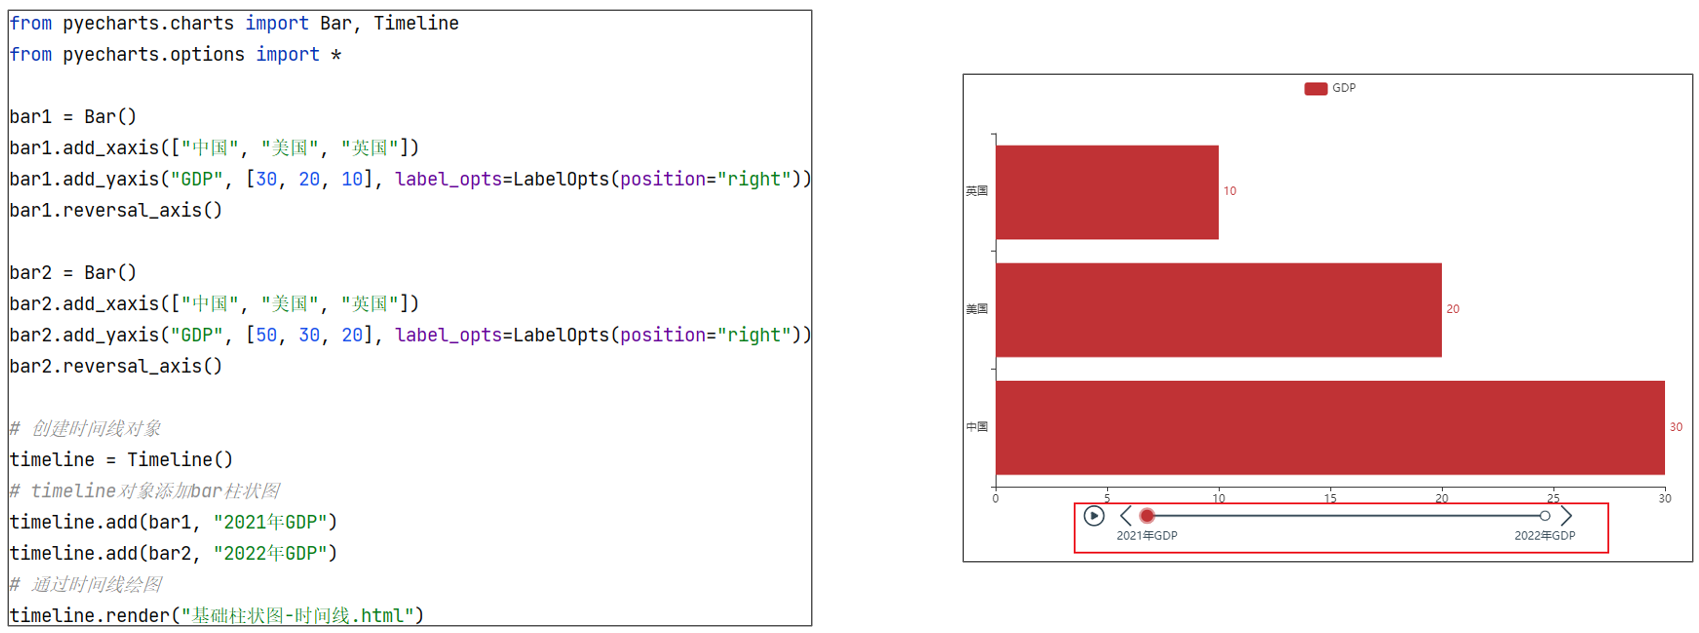 from pyecharts.charts import Bar, Timeline
from pyecharts.options import *
bar1 = Bar()
bar1.add_xaxis(["中国", "美国", "英国"])
bar1.add_yaxis("GDP", [30, 20, 10], label_opts=LabelOpts(position="right"))
bar1.reversal_axis()
bar2 = Bar()
bar2.add_xaxis(["中国", "美国", "英国"])
bar2.add_yaxis("GDP", [50, 30, 20], label_opts=LabelOpts(position="right"))
bar2.reversal_axis()
# 创建时间线对象
timeline = Timeline()
# timeline对象添加bar柱状图
timeline.add(bar1, "2021年GDP")
timeline.add(bar2, "2022年GDP")
# 通过时间线绘图
timeline.render("基础柱状图-时间线.html")
GDP
英国 10
美国 20
中国 30
0 5 10 15 20 25 30
2021年GDP 2022年GDP